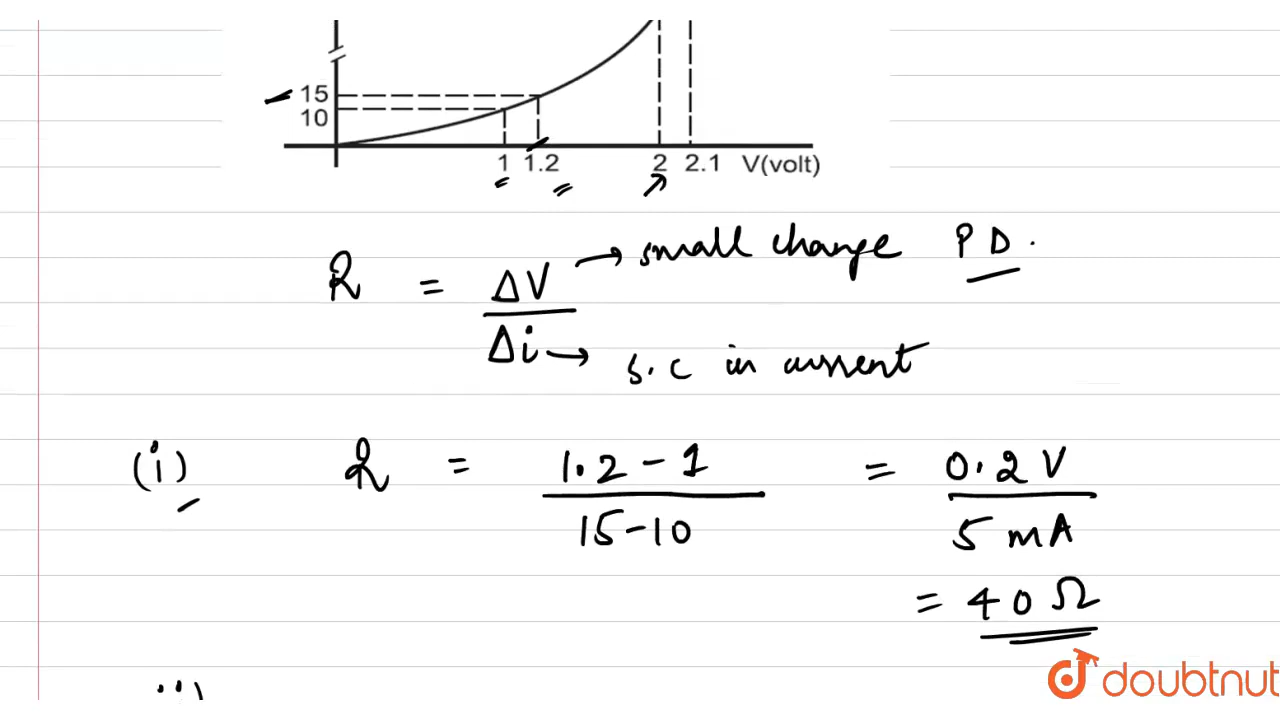 15
10
1 1.2 2 2.1 V(volt)
R = ΔV → small change P D.
Δi → s.c in current
(i) R = 1.2 - 1 = 0.2 V
15 - 10 5 mA
= 40 Ω
doubtnut